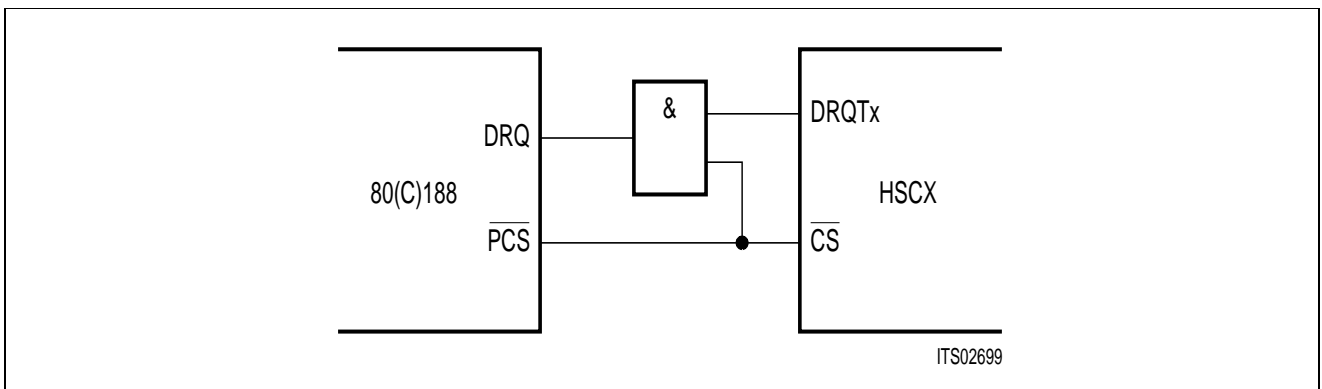 &
DRQTx
DRQ
80(C)188
HSCX
PCS
CS
ITS02699